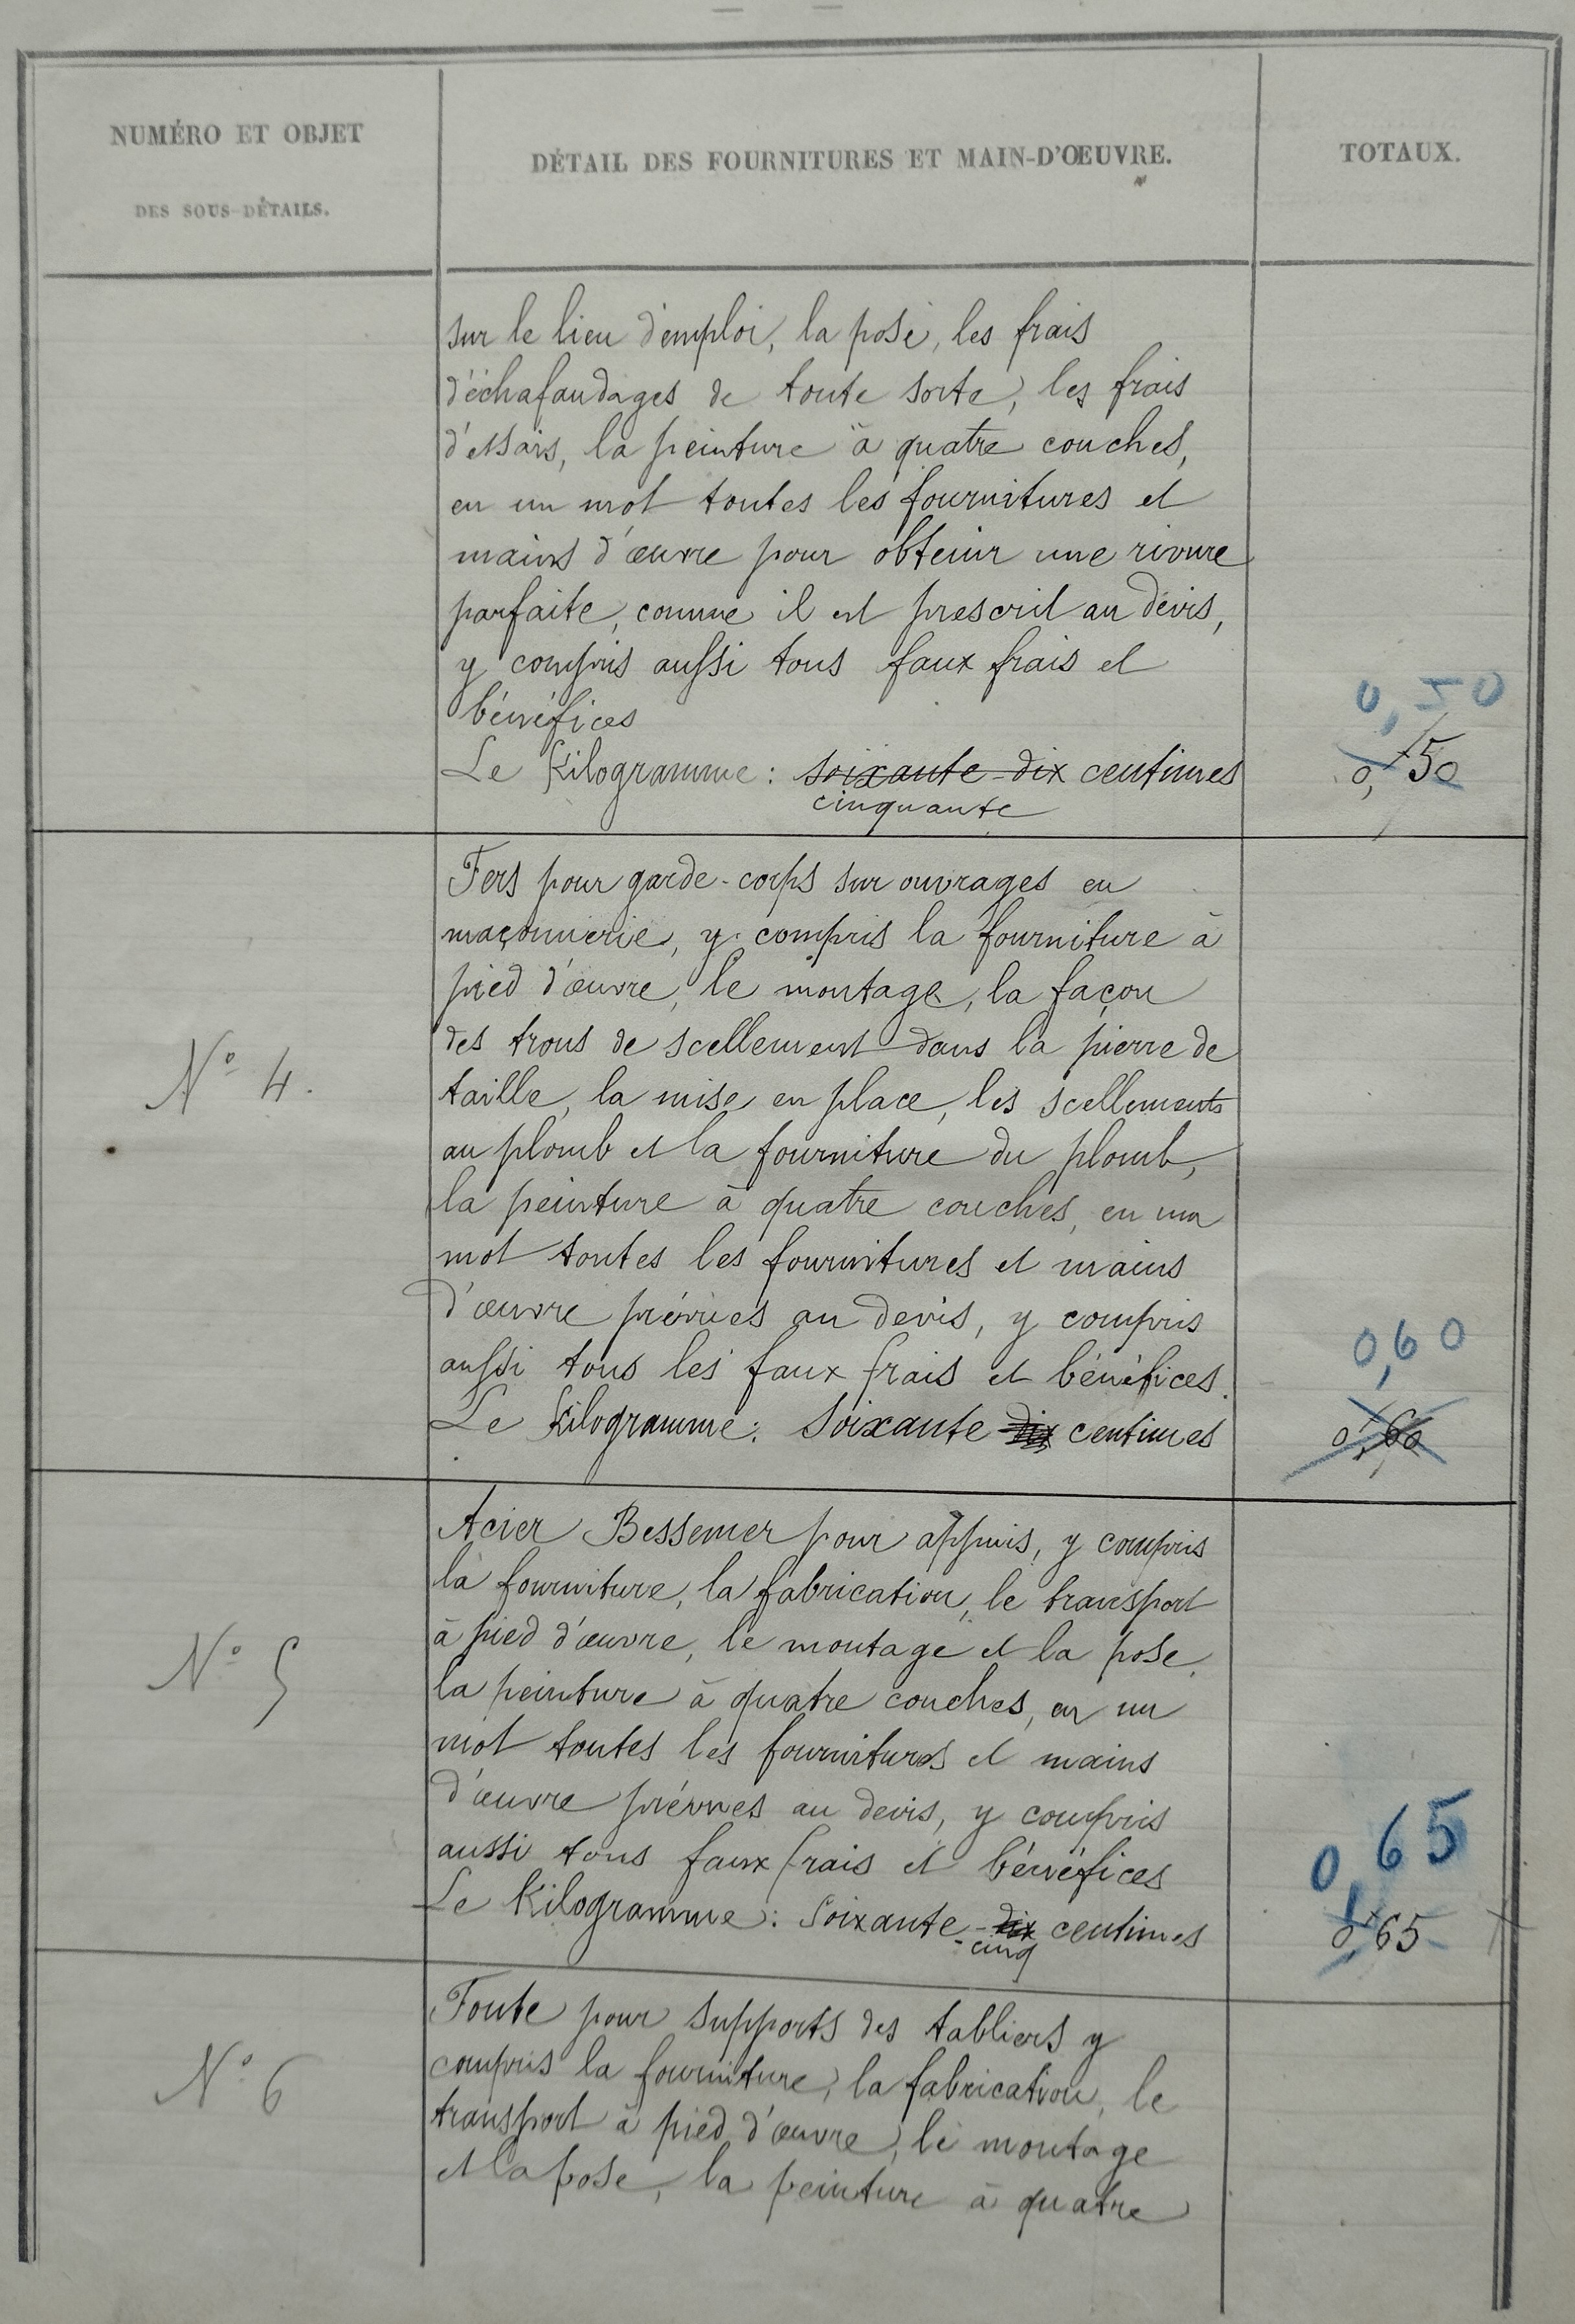 NUMÉRO ET OBJET
DES SOUS-DÉTAILS.
DÉTAIL DES FOURNITURES ET MAIN-D'ŒUVRE.
TOTAUX.
sur le lieu d'emploi, la pose, les frais
d'échafaudages de toute sorte, les frais
d'essais, la peinture à quatre couches,
en un mot toutes les fournitures et
mains d'œuvre pour obtenir une rivure
parfaite, comme il est prescrit au devis,
y compris aussi tous faux frais et
bénéfices
0,50
Le Kilogramme : soixante-dix centimes
0,50
cinquante
Fers pour garde-corps sur ouvrages en
maçonnerie, y compris la fourniture à
pied d'œuvre, le montage, la façon
des trous de scellement dans la pierre de
N° 4.
taille, la mise en place, les scellements
au plomb et la fourniture du plomb,
la peinture à quatre couches, en un
mot toutes les fournitures et mains
d'œuvre prévues au devis, y compris
aussi tous les faux frais et bénéfices.
0,60
Le Kilogramme : Soixante dix centimes
0,60
Acier Bessemer pour appuis, y compris
la fourniture, la fabrication, le transport
à pied d'œuvre, le montage et la pose,
N° 5
la peinture à quatre couches, en un
mot toutes les fournitures et mains
d'œuvre prévues au devis, y compris
aussi tous faux frais et bénéfices
0,65
Le Kilogramme : Soixante-dix centimes
0,65
-cinq
Fonte pour supports des tabliers y
compris la fourniture, la fabrication, le
N° 6
transport à pied d'œuvre, le montage
et la pose, la peinture à quatre